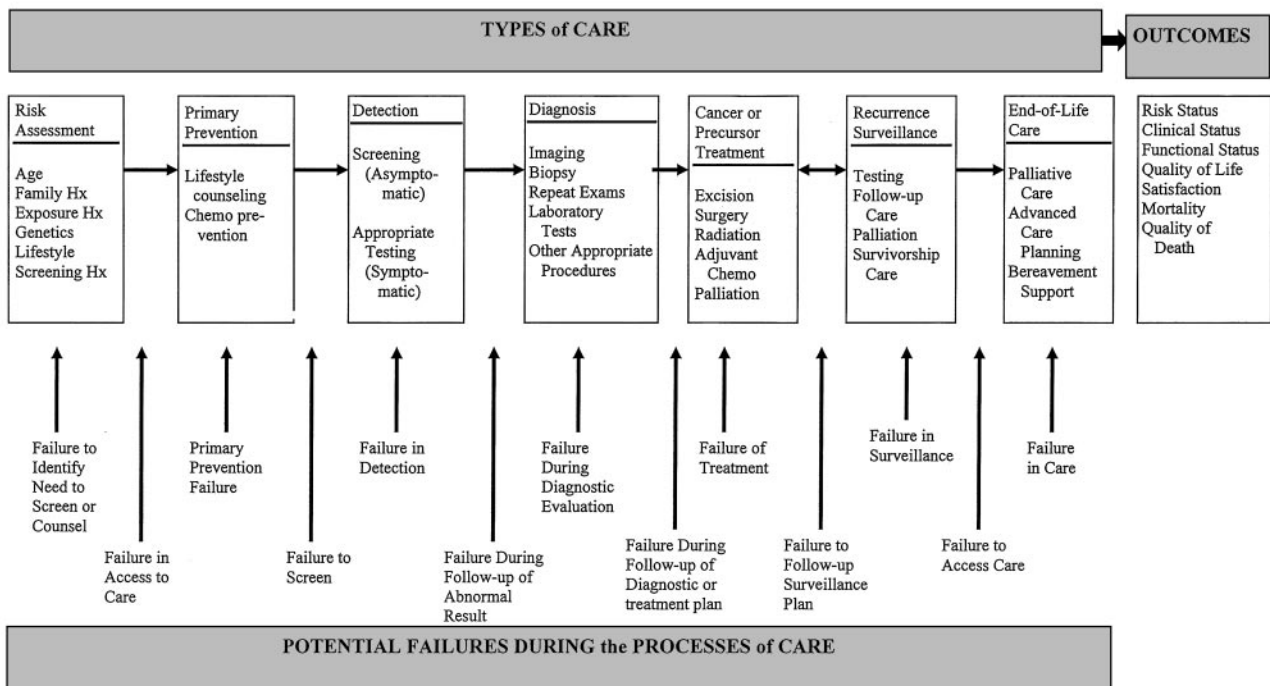 TYPES of CARE
OUTCOMES
Risk
Assessment
Age
Family Hx
Exposure Hx
Genetics
Lifestyle
Screening Hx
Primary
Prevention
Lifestyle
counseling
Chemo pre-
vention
Detection
Screening
(Asympto-
matic)
Appropriate
Testing
(Sympto-
matic)
Diagnosis
Imaging
Biopsy
Repeat Exams
Laboratory
Tests
Other Appropriate
Procedures
Cancer or
Precursor
Treatment
Excision
Surgery
Radiation
Adjuvant
Chemo
Palliation
Recurrence
Surveillance
Testing
Follow-up
Care
Palliation
Survivorship
Care
End-of-Life
Care
Palliative
Care
Advanced
Care
Planning
Bereavement
Support
Risk Status
Clinical Status
Functional Status
Quality of Life
Satisfaction
Mortality
Quality of
Death
Failure to
Identify
Need to
Screen or
Counsel
Failure in
Access to
Care
Primary
Prevention
Failure
Failure to
Screen
Failure in
Detection
Failure During
Follow-up of
Abnormal
Result
Failure
During
Diagnostic
Evaluation
Failure During
Follow-up of
Diagnostic or
treatment plan
Failure of
Treatment
Failure to
Follow-up
Surveillance
Plan
Failure in
Surveillance
Failure to
Access Care
Failure
in Care
POTENTIAL FAILURES DURING the PROCESSES of CARE